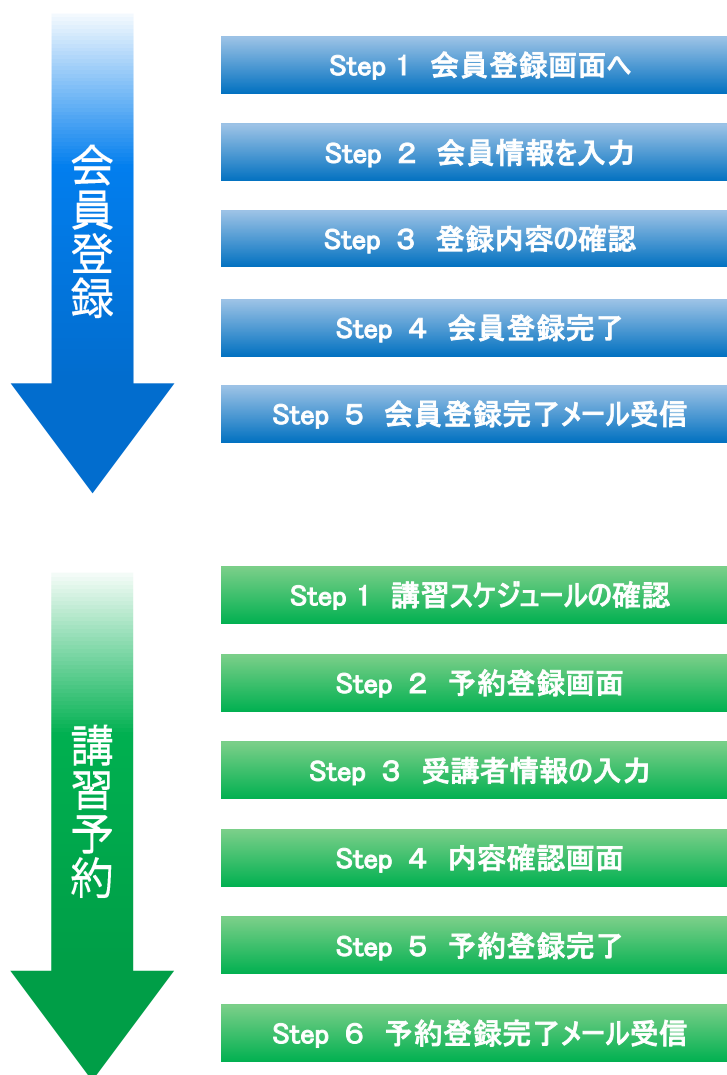 会員登録
Step 1 会員登録画面へ
Step ２ 会員情報を入力
Step ３ 登録内容の確認
Step ４ 会員登録完了
Step ５ 会員登録完了メール受信
講習予約
Step 1 講習スケジュールの確認
Step ２ 予約登録画面
Step ３ 受講者情報の入力
Step ４ 内容確認画面
Step ５ 予約登録完了
Step ６ 予約登録完了メール受信